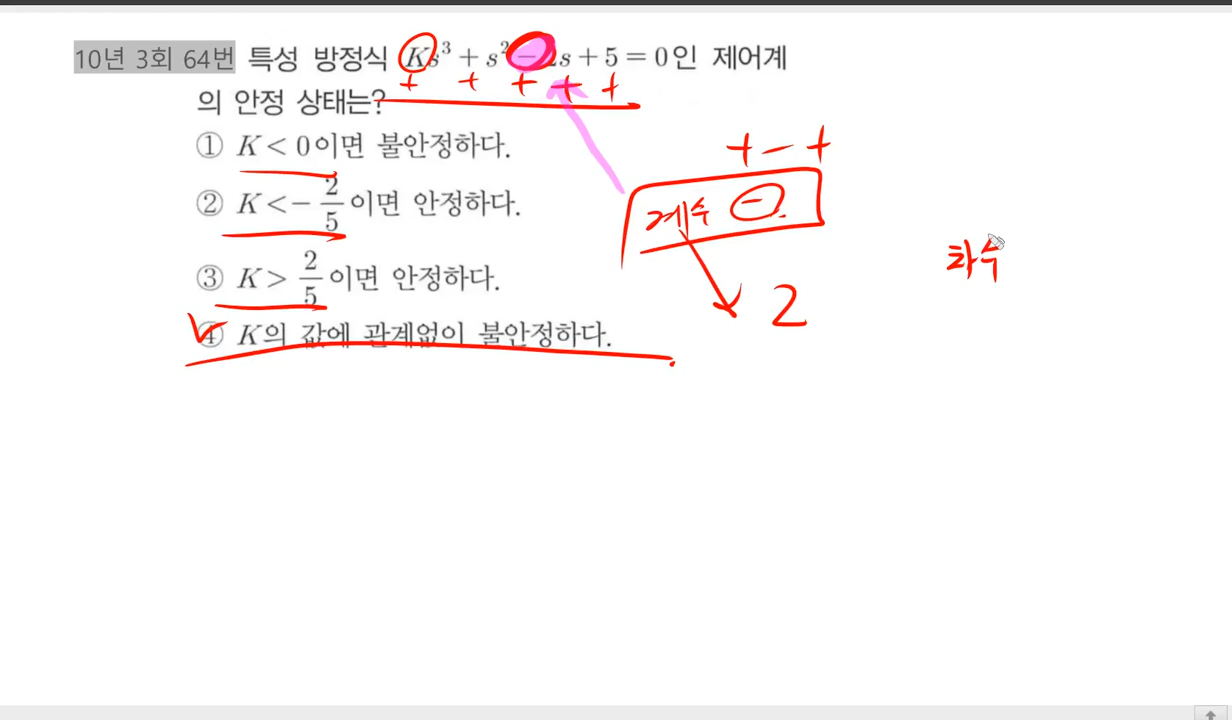 10년 3회 64번 특성 방정식 Ks³ + s² − 2s + 5 = 0인 제어계
+ + + + +
의 안정 상태는?
① K < 0이면 불안정하다.
② K < − 2/5 이면 안정하다.
③ K > 2/5 이면 안정하다.
④ K의 값에 관계없이 불안정하다.
+ − +
계수 −
2
차수